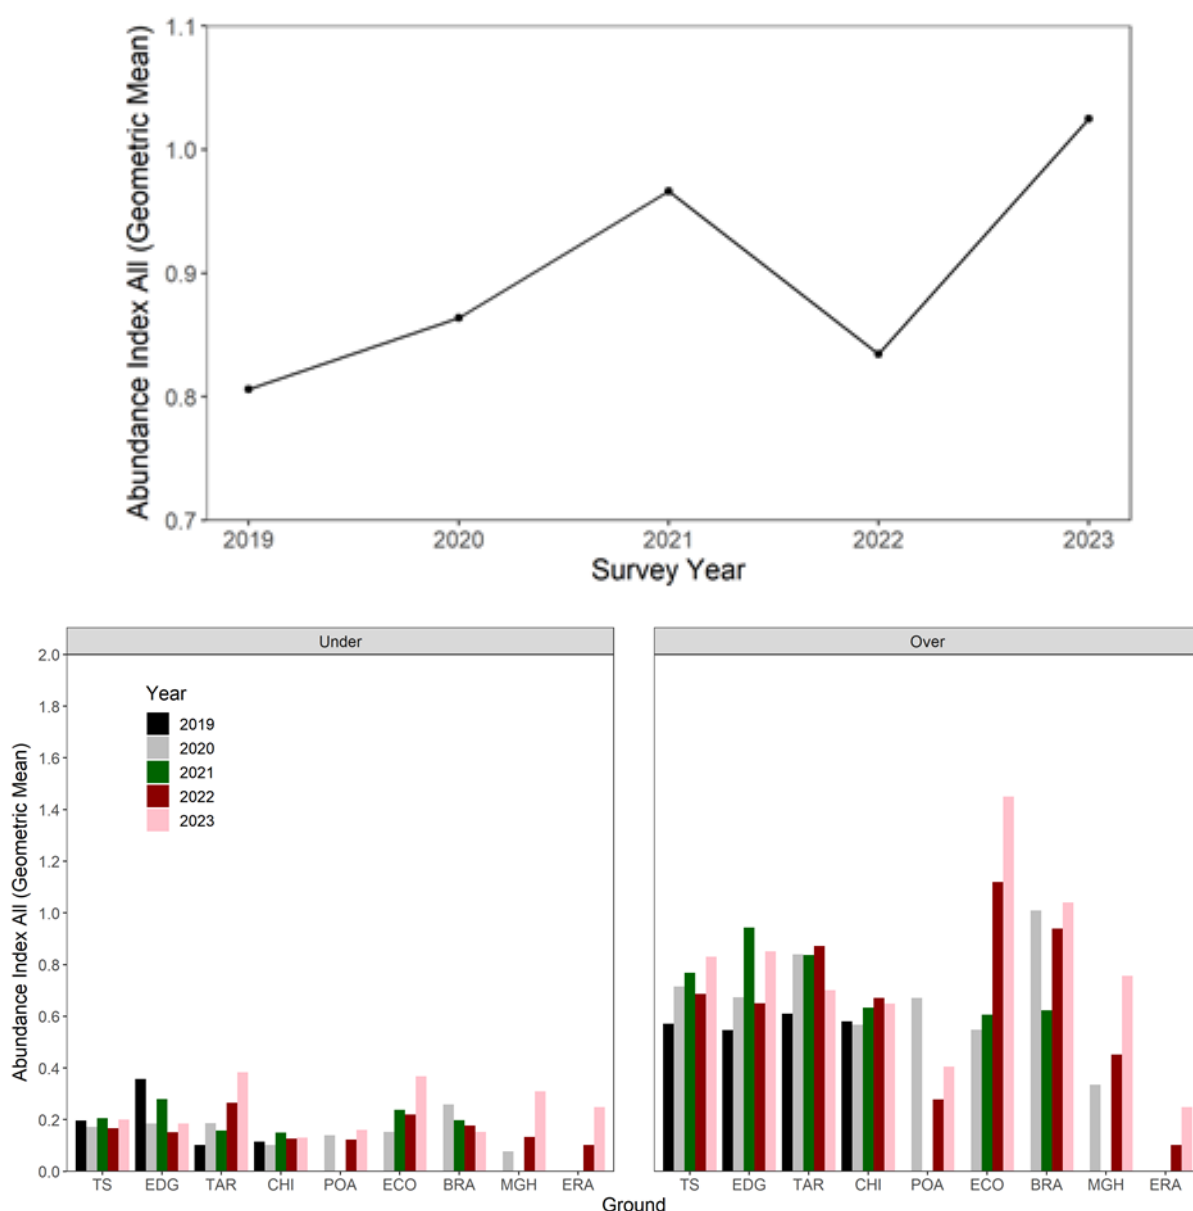 Abundance Index All (Geometric Mean)
1.1
1.0
0.9
0.8
0.7
2019 2020 2021 2022 2023
Survey Year
Under Over
Abundance Index All (Geometric Mean)
2.0
1.8
1.6
1.4
1.2
1.0
0.8
0.6
0.4
0.2
0.0
Year
2019
2020
2021
2022
2023
TS EDG TAR CHI POA ECO BRA MGH ERA TS EDG TAR CHI POA ECO BRA MGH ERA
Ground